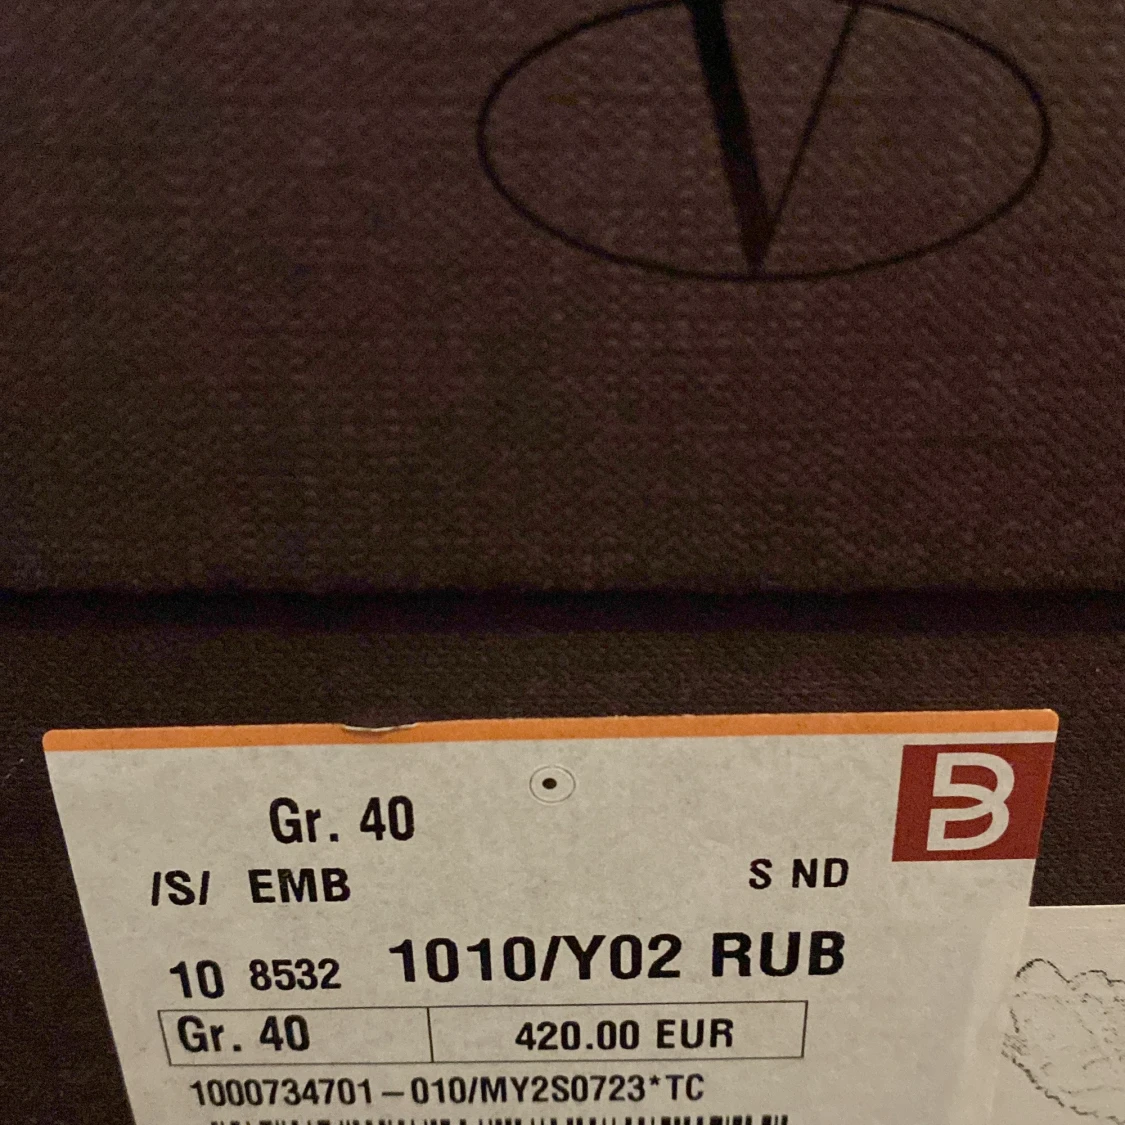 V
B
Gr. 40
/S/ EMB S ND
10 8532 1010/Y02 RUB
Gr. 40 420.00 EUR
1000734701-010/MY2S0723*TC